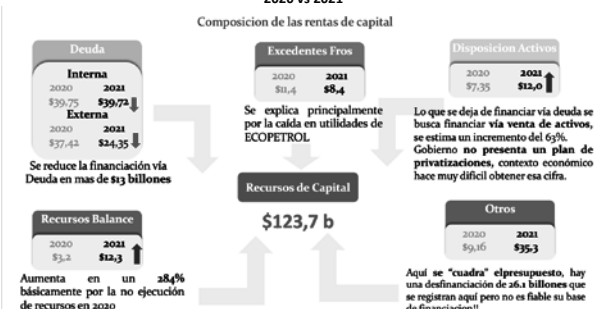 2020 vs 2021
Composicion de las rentas de capital
Deuda
Interna
2020 2021
$39,75 $39,72
Externa
2020 2021
$37,42 $24,35
Se reduce la financiación vía
Deuda en mas de $13 billones
Excedentes Fros
2020 2021
$11,4 $8,4
Se explica principalmente
por la caída en utilidades de
ECOPETROL
Disposicion Activos
2020 2021
$7,35 $12,0
Lo que se deja de financiar vía deuda se
busca financiar vía venta de activos,
se estima un incremento del 63%.
Gobierno no presenta un plan de
privatizaciones, contexto económico
hace muy difícil obtener esa cifra.
Recursos de Capital
$123,7 b
Recursos Balance
2020 2021
$3,2 $12,3
Aumenta en un 284%
básicamente por la no ejecución
de recursos en 2020
Otros
2020 2021
$9,16 $35,3
Aquí se "cuadra" elpresupuesto, hay
una desfinanciación de 26.1 billones que
se registran aquí pero no es fiable su base
de financiacion!!